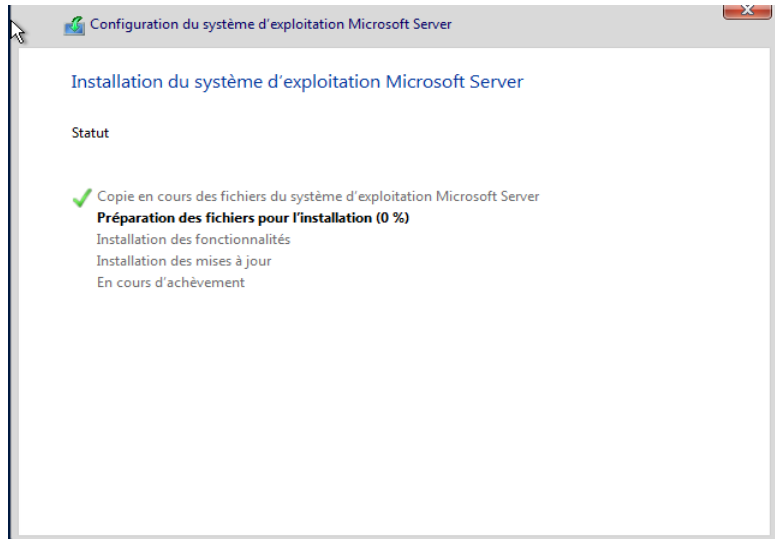 Configuration du système d'exploitation Microsoft Server
Installation du système d'exploitation Microsoft Server
Statut
Copie en cours des fichiers du système d'exploitation Microsoft Server
Préparation des fichiers pour l'installation (0 %)
Installation des fonctionnalités
Installation des mises à jour
En cours d'achèvement